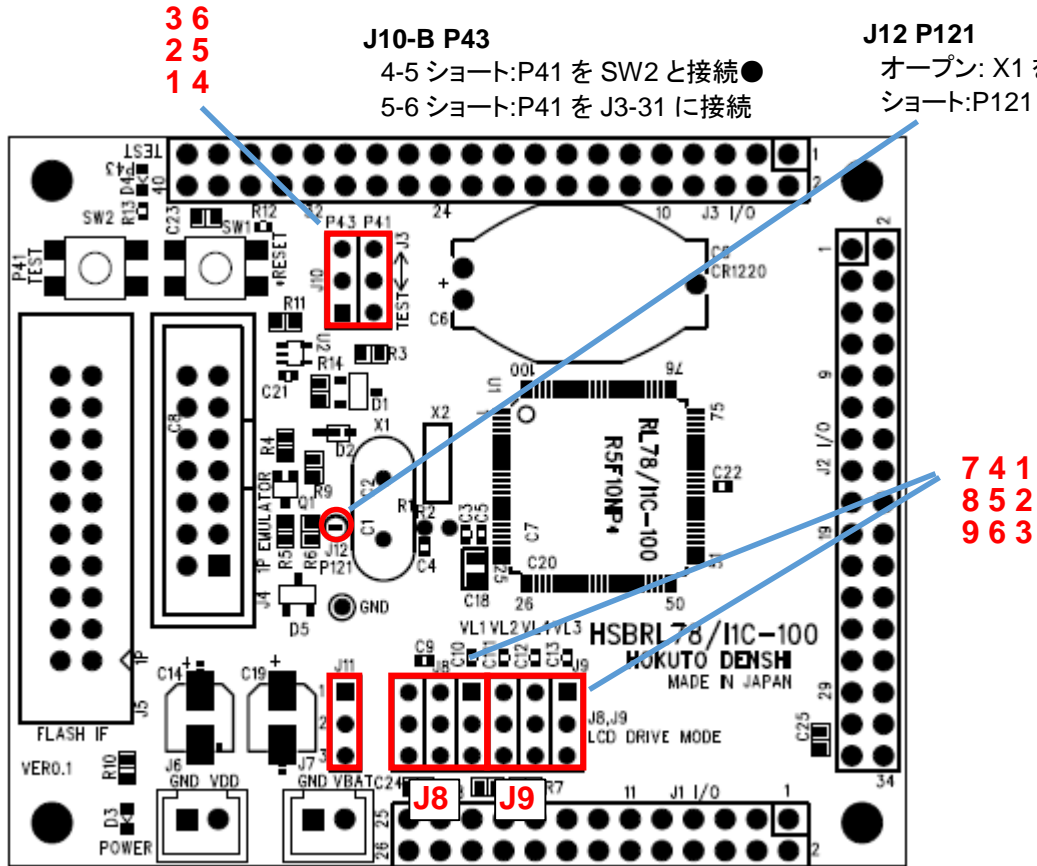 3 6
2 5
1 4
J10-B P43
4-5 ショート:P41 を SW2 と接続●
5-6 ショート:P41 を J3-31 に接続
J12 P121
オープン: X1 を
ショート:P121
TEST
P43
D4
R13
40
SW2
C23
R12
SW1
*RESET
P41
TEST
32
24
10
J3 I/O
1
2
P43 P41
J10
J3
TEST
C6
+
CR1220
R11
U2
R14
R3
C21
D1
U1
100
76
1
75
X2
X1
D2
R4
R9
Q1
C2
C1
R1
R2
C3
C5
C4
C7
C20
C18
25
26
50
51
RL78/I1C-100
R5F10NP*
C22
1
2
9
J2 I/O
19
29
34
7 4 1
8 5 2
9 6 3
C8
1P EMULATOR
J4
R5
R6
J12
P121
GND
D5
VL1 VL2 VL4 VL3
HSBRL78/I1C-100
HOKUTO DENSHI
MADE IN JAPAN
C9
C10
C11
C12
C13
J8
J9
J11
1
2
3
J8,J9
LCD DRIVE MODE
C25
1P
J5
FLASH IF
C14
+
C19
+
VER0.1
R10
J6
GND VDD
J7
GND VBAT
C24
J8
J9
R7
D3
POWER
25
26
11
J1 I/O
1
2